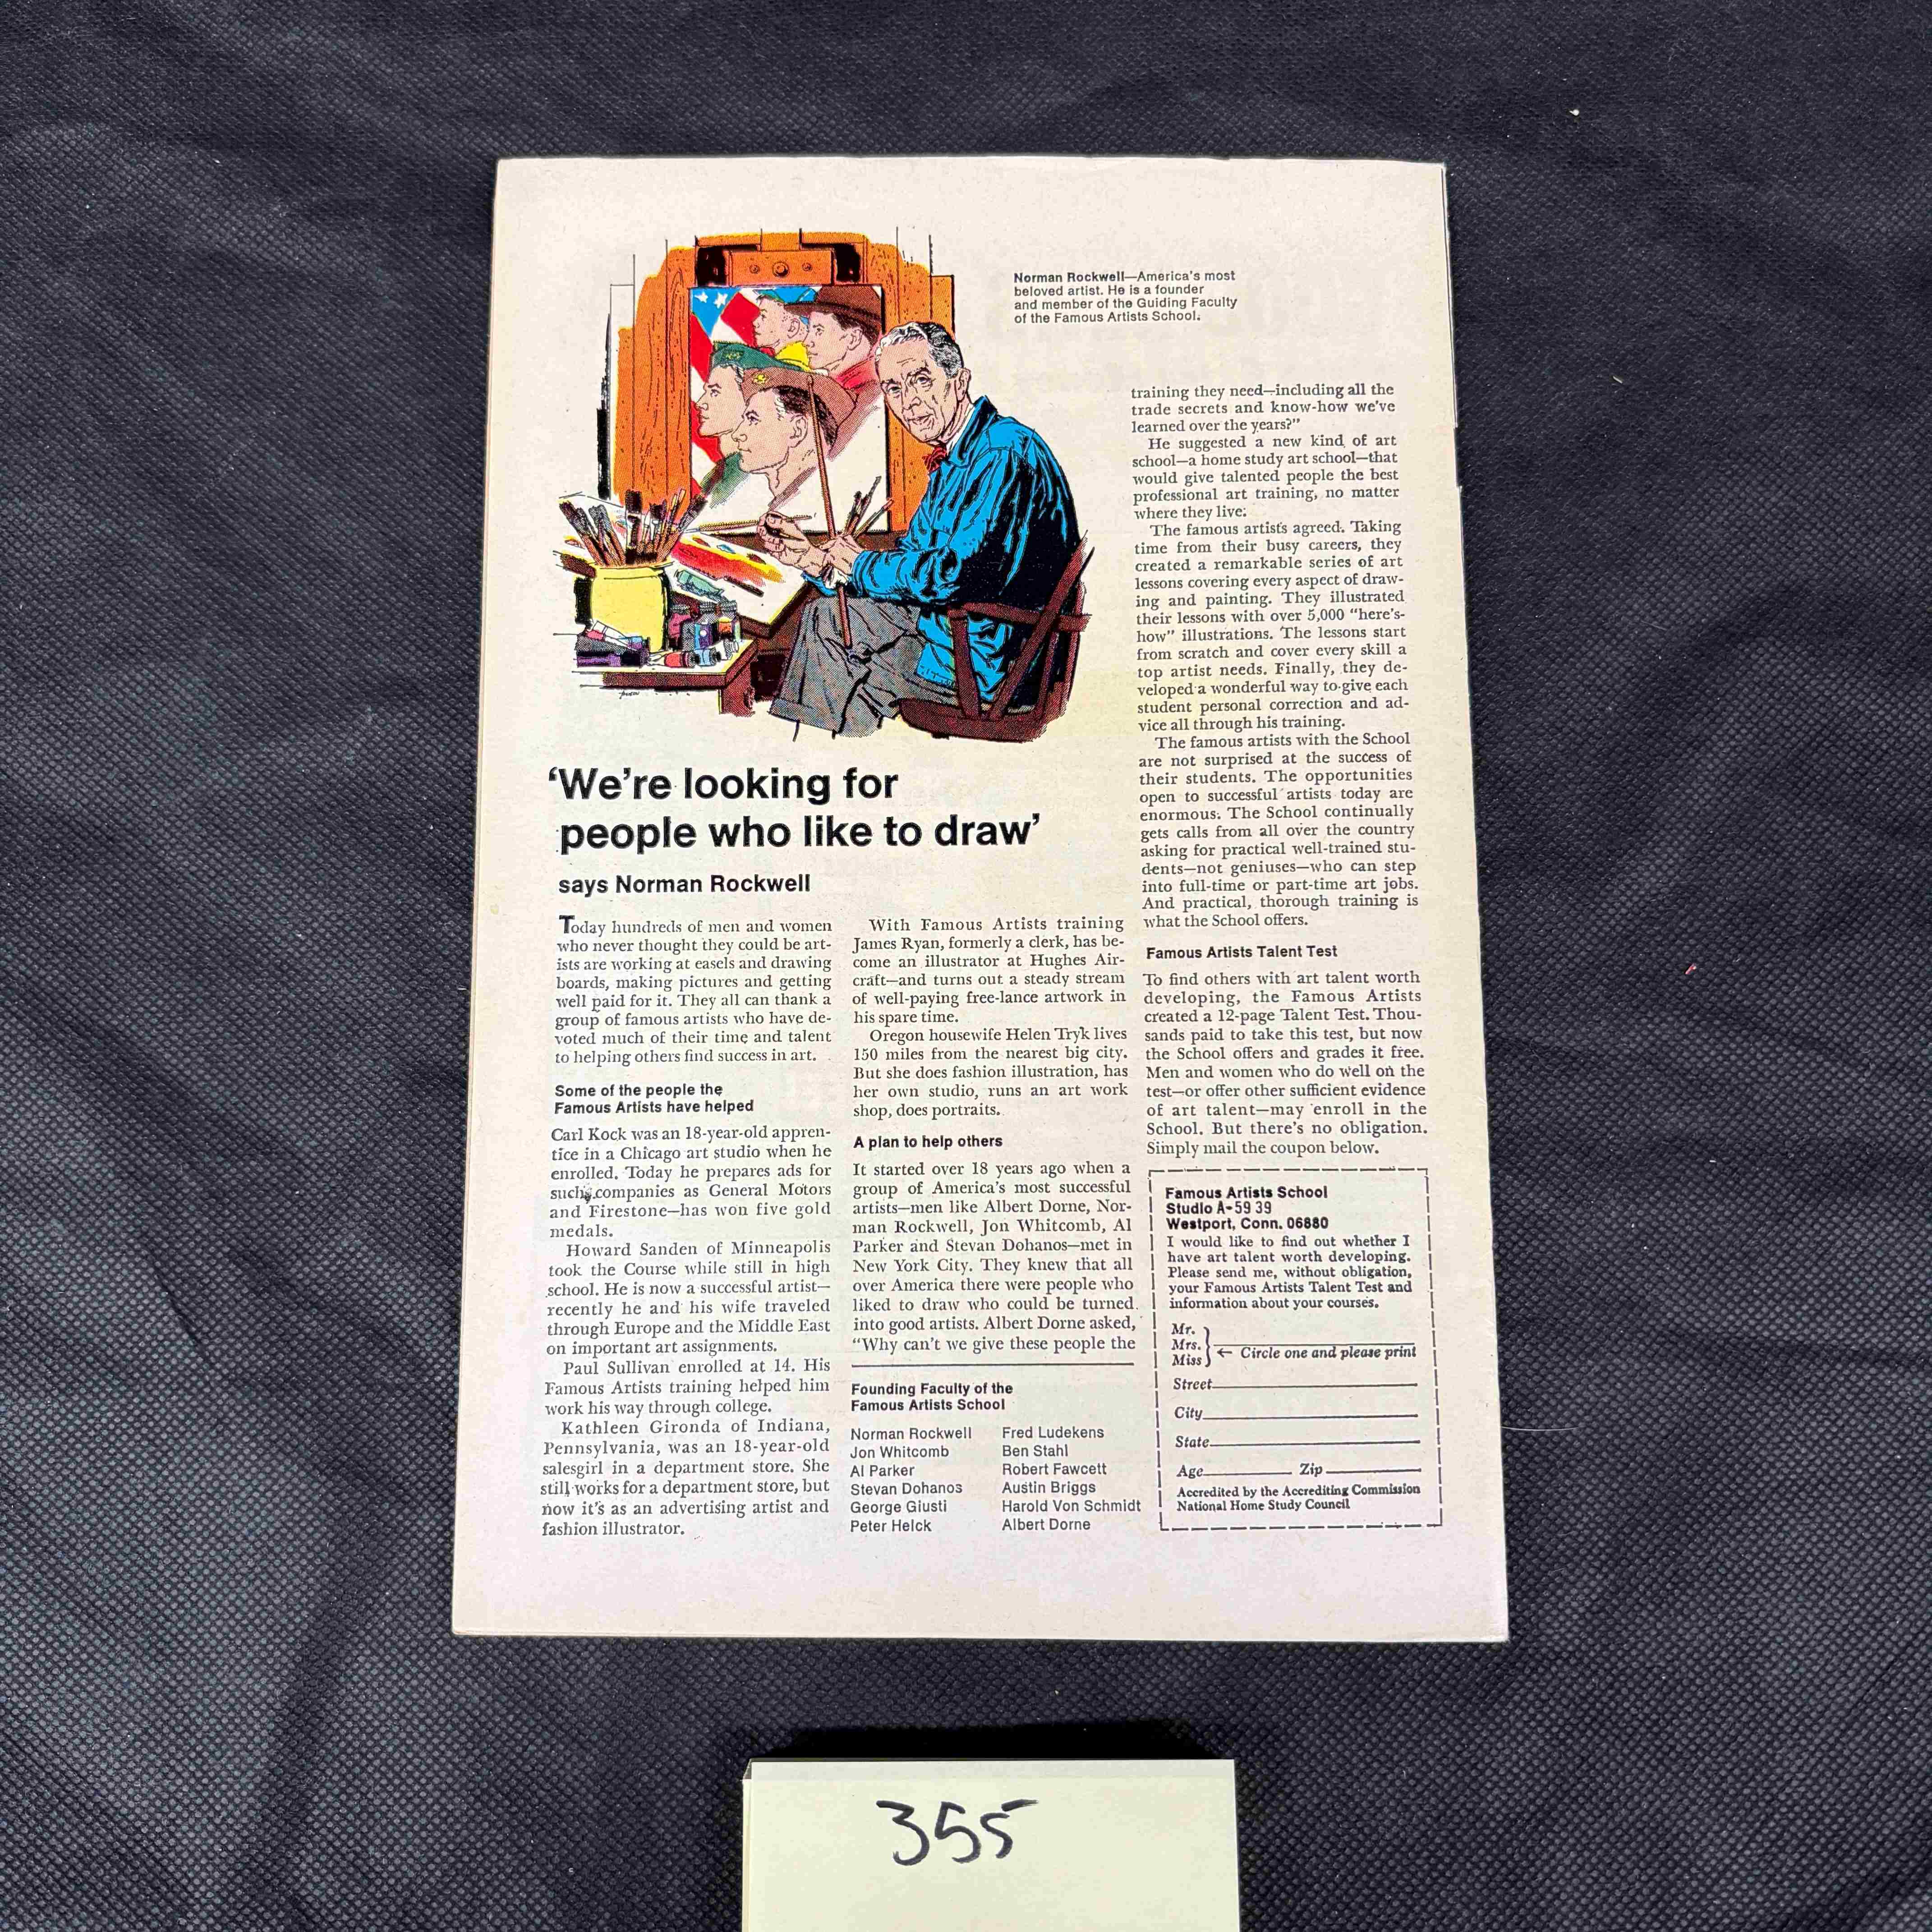 Norman Rockwell—America's most
beloved artist. He is a founder
and member of the Guiding Faculty
of the Famous Artists School.
'We're looking for
people who like to draw'
says Norman Rockwell
Today hundreds of men and women
who never thought they could be art-
ists are working at easels and drawing
boards, making pictures and getting
well paid for it. They all can thank a
group of famous artists who have de-
voted much of their time and talent
to helping others find success in art.
Some of the people the
Famous Artists have helped
Carl Kock was an 18-year-old appren-
tice in a Chicago art studio when he
enrolled. Today he prepares ads for
such companies as General Motors
and Firestone—has won five gold
medals.
Howard Sanden of Minneapolis
took the Course while still in high
school. He is now a successful artist—
recently he and his wife traveled
through Europe and the Middle East
on important art assignments.
Paul Sullivan enrolled at 14. His
Famous Artists training helped him
work his way through college.
Kathleen Gironda of Indiana,
Pennsylvania, was an 18-year-old
salesgirl in a department store. She
still works for a department store, but
now it's as an advertising artist and
fashion illustrator.
With Famous Artists training
James Ryan, formerly a clerk, has be-
come an illustrator at Hughes Air-
craft—and turns out a steady stream
of well-paying free-lance artwork in
his spare time.
Oregon housewife Helen Tryk lives
150 miles from the nearest big city.
But she does fashion illustration, has
her own studio, runs an art work
shop, does portraits.
A plan to help others
It started over 18 years ago when a
group of America's most successful
artists—men like Albert Dorne, Nor-
man Rockwell, Jon Whitcomb, Al
Parker and Stevan Dohanos—met in
New York City. They knew that all
over America there were people who
liked to draw who could be turned
into good artists. Albert Dorne asked,
"Why can't we give these people the
Founding Faculty of the
Famous Artists School
Norman Rockwell
Jon Whitcomb
Al Parker
Stevan Dohanos
George Giusti
Peter Helck
Fred Ludekens
Ben Stahl
Robert Fawcett
Austin Briggs
Harold Von Schmidt
Albert Dorne
training they need—including all the
trade secrets and know-how we've
learned over the years?"
He suggested a new kind of art
school—a home study art school—that
would give talented people the best
professional art training, no matter
where they live.
The famous artists agreed. Taking
time from their busy careers, they
created a remarkable series of art
lessons covering every aspect of draw-
ing and painting. They illustrated
their lessons with over 5,000 "here's-
how" illustrations. The lessons start
from scratch and cover every skill a
top artist needs. Finally, they de-
veloped a wonderful way to give each
student personal correction and ad-
vice all through his training.
The famous artists with the School
are not surprised at the success of
their students. The opportunities
open to successful artists today are
enormous. The School continually
gets calls from all over the country
asking for practical well-trained stu-
dents—not geniuses—who can step
into full-time or part-time art jobs.
And practical, thorough training is
what the School offers.
Famous Artists Talent Test
To find others with art talent worth
developing, the Famous Artists
created a 12-page Talent Test. Thou-
sands paid to take this test, but now
the School offers and grades it free.
Men and women who do well on the
test—or offer other sufficient evidence
of art talent—may enroll in the
School. But there's no obligation.
Simply mail the coupon below.
Famous Artists School
Studio A-59 39
Westport, Conn. 06880
I would like to find out whether I
have art talent worth developing.
Please send me, without obligation,
your Famous Artists Talent Test and
information about your courses.
Mr.
Mrs.
Miss
← Circle one and please print
Street
City
State
Age Zip
Accredited by the Accrediting Commission
National Home Study Council
355